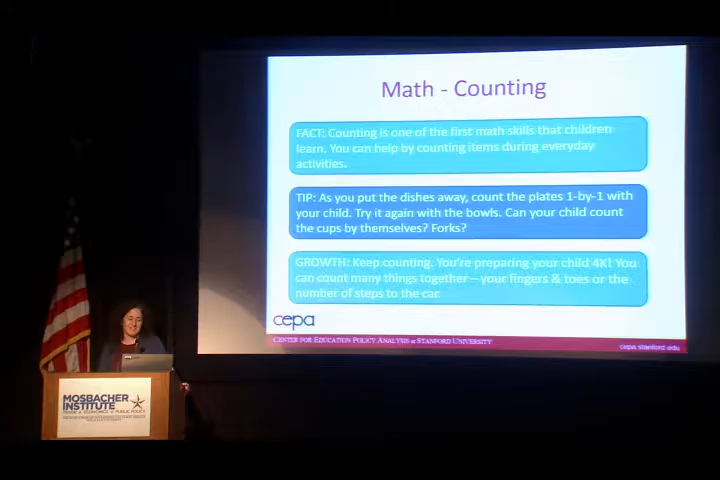 Math - Counting
FACT: Counting is one of the first math skills that children
learn. You can help by counting items during everyday
activities.
TIP: As you put the dishes away, count the plates 1-by-1 with
your child. Try it again with the bowls. Can your child count
the cups by themselves? Forks?
GROWTH: Keep counting. You're preparing your child 4K! You
can count many things together – your fingers & toes or the
number of steps to the car.
cepa
CENTER FOR EDUCATION POLICY ANALYSIS at STANFORD UNIVERSITY
cepa.stanford.edu
MOSBACHER
INSTITUTE
TRADE • ECONOMICS • PUBLIC POLICY